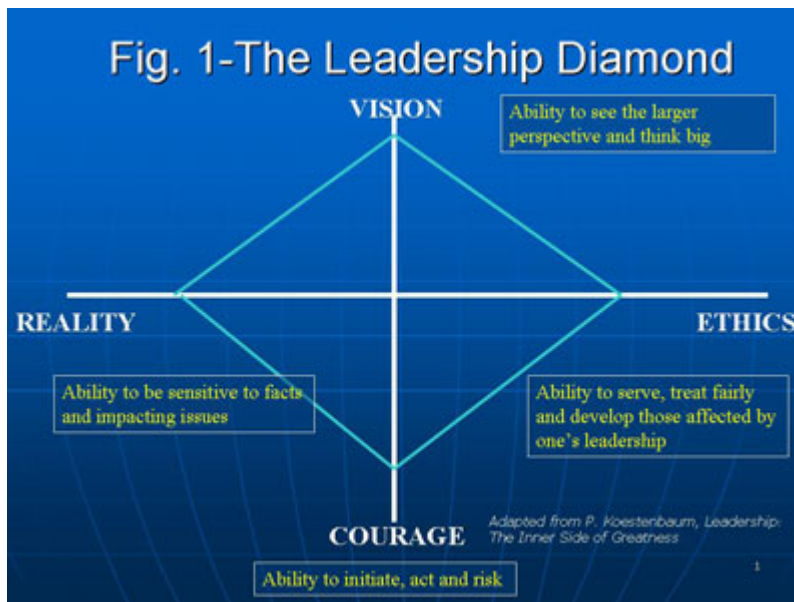 Fig. 1-The Leadership Diamond
VISION
Ability to see the larger
perspective and think big
REALITY
ETHICS
Ability to be sensitive to facts
and impacting issues
Ability to serve, treat fairly
and develop those affected by
one's leadership
COURAGE
Adapted from P. Koestenbaum, Leadership:
The Inner Side of Greatness
1
Ability to initiate, act and risk